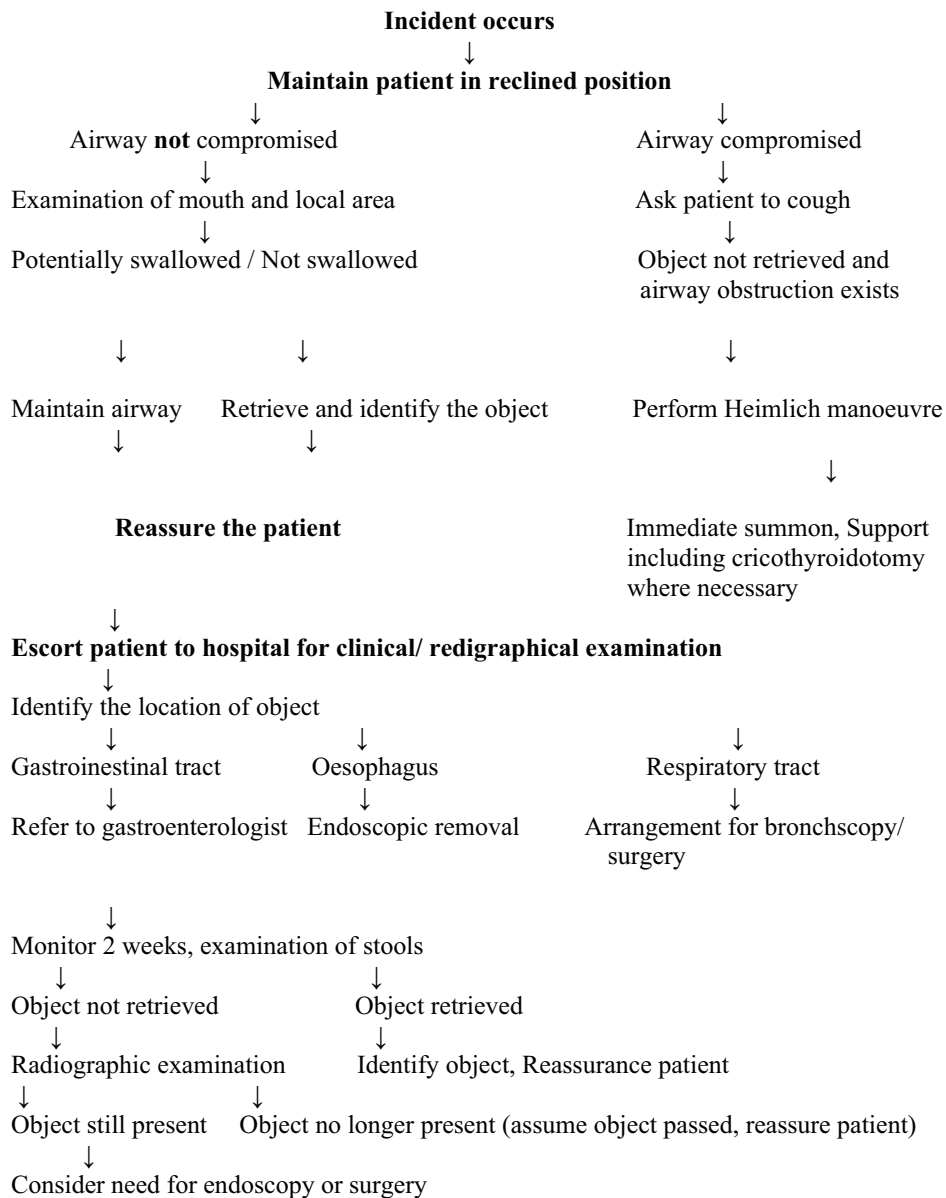 Incident occurs
↓
Maintain patient in reclined position
↓ ↓
Airway not compromised Airway compromised
↓ ↓
Examination of mouth and local area Ask patient to cough
↓ ↓
Potentially swallowed / Not swallowed Object not retrieved and
airway obstruction exists
↓ ↓ ↓
Maintain airway Retrieve and identify the object Perform Heimlich manoeuvre
↓ ↓
↓
Reassure the patient Immediate summon, Support
including cricothyroidotomy
where necessary
↓
Escort patient to hospital for clinical/ redigraphical examination
↓
Identify the location of object
↓ ↓ ↓
Gastroinestinal tract Oesophagus Respiratory tract
↓ ↓ ↓
Refer to gastroenterologist Endoscopic removal Arrangement for bronchscopy/
surgery
↓
Monitor 2 weeks, examination of stools
↓ ↓
Object not retrieved Object retrieved
↓ ↓
Radiographic examination Identify object, Reassurance patient
↓ ↓
Object still present Object no longer present (assume object passed, reassure patient)
↓
Consider need for endoscopy or surgery